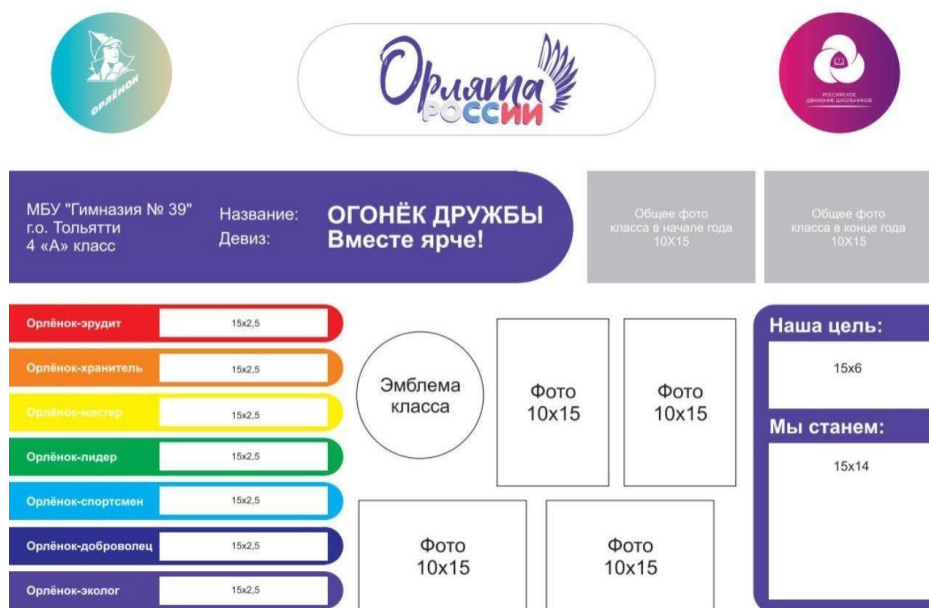 ОРЛЁНОК
Орлята
РОССИИ
РОССИЙСКОЕ
ДВИЖЕНИЕ ШКОЛЬНИКОВ
МБУ "Гимназия № 39"
г.о. Тольятти
4 «А» класс
Название:
Девиз:
ОГОНЁК ДРУЖБЫ
Вместе ярче!
Общее фото
класса в начале года
10Х15
Общее фото
класса в конце года
10Х15
Орлёнок-эрудит
15х2,5
Орлёнок-хранитель
15х2,5
Орлёнок-мастер
15х2,5
Орлёнок-лидер
15х2,5
Орлёнок-спортсмен
15х2,5
Орлёнок-доброволец
15х2,5
Орлёнок-эколог
15х2,5
Эмблема
класса
Фото
10х15
Фото
10х15
Фото
10х15
Фото
10х15
Наша цель:
15х6
Мы станем:
15х14